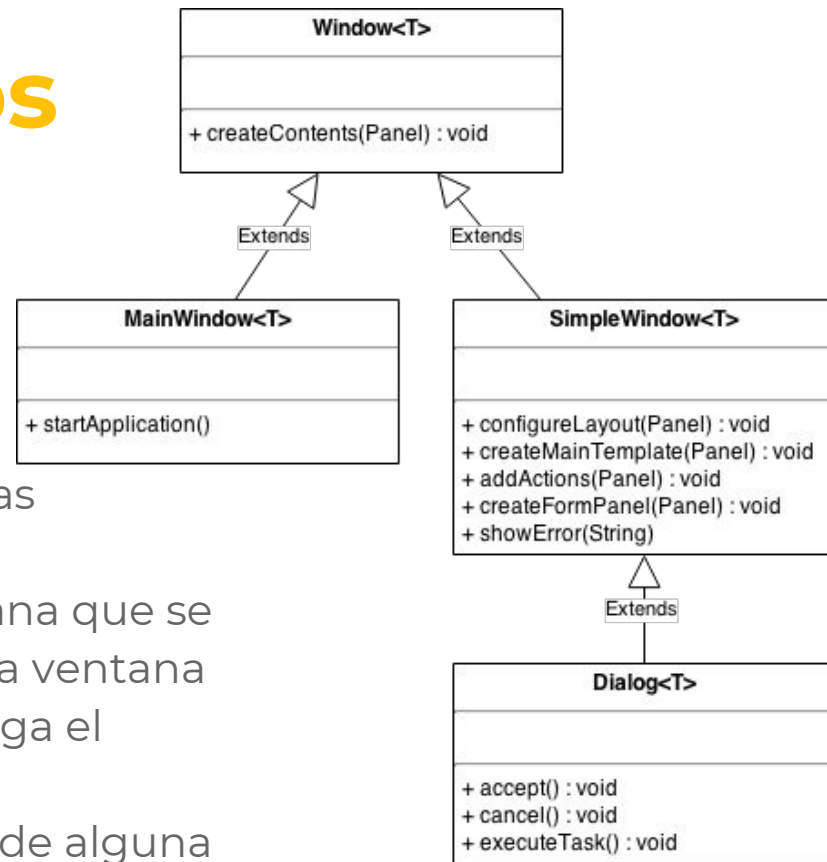 os
Window<T>
+ createContents(Panel) : void
Extends
Extends
MainWindow<T>
+ startApplication()
SimpleWindow<T>
+ configureLayout(Panel) : void
+ createMainTemplate(Panel) : void
+ addActions(Panel) : void
+ createFormPanel(Panel) : void
+ showError(String)
Extends
Dialog<T>
+ accept() : void
+ cancel() : void
+ executeTask() : void
as
na que se
a ventana
ga el
de alguna